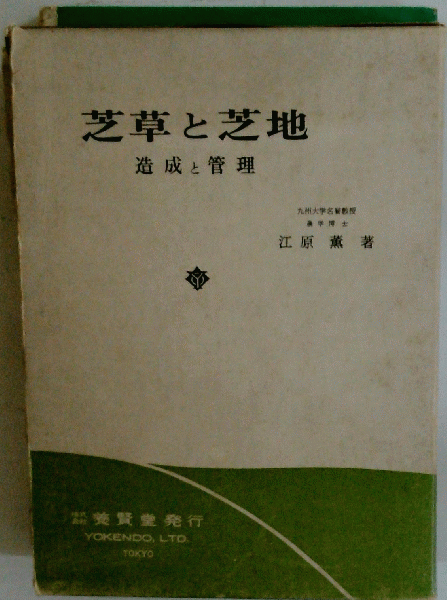 芝草と芝地
造成と管理
九州大学名誉教授
農学博士
江原薫著
株式会社 養賢堂発行
YOKENDO, LTD.
TOKYO